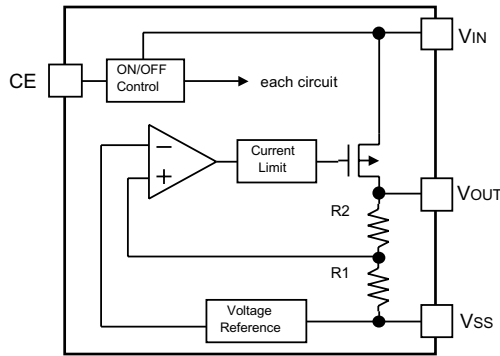 VIN
CE
ON/OFF
Control
each circuit
−
+
Current
Limit
VOUT
R2
R1
Voltage
Reference
VSS